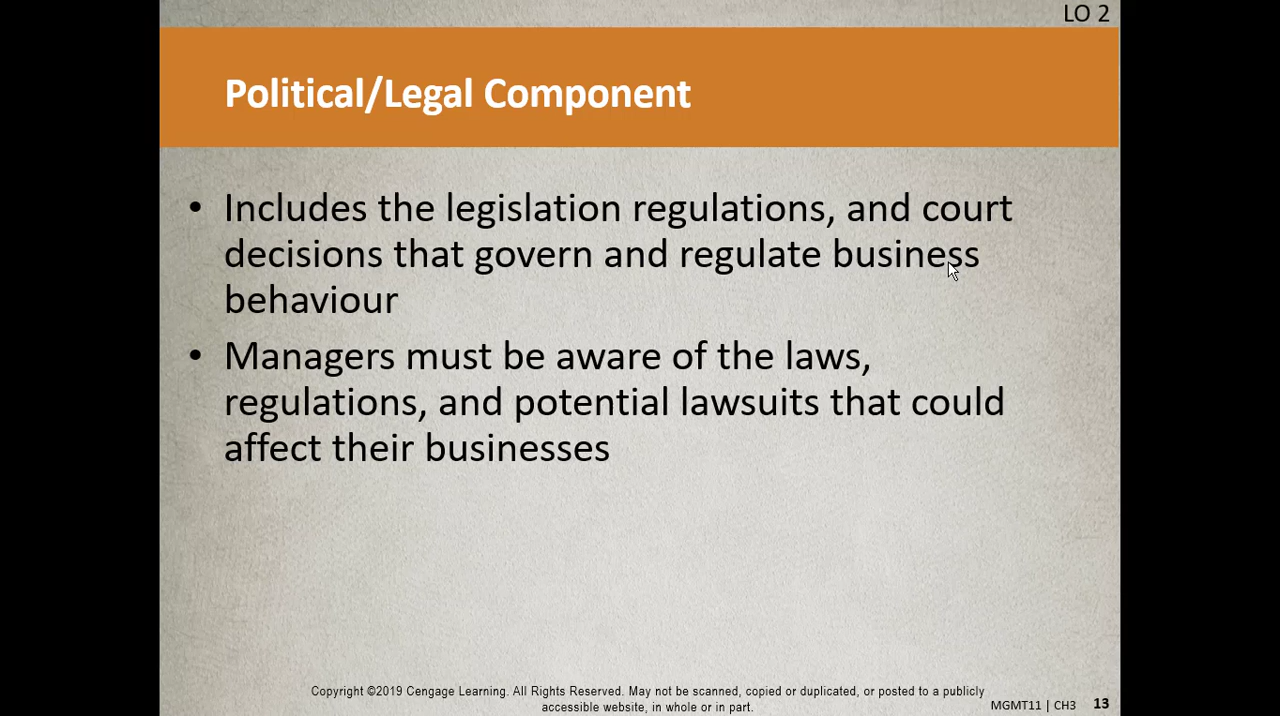 LO 2
Political/Legal Component
• Includes the legislation regulations, and court
decisions that govern and regulate business
behaviour
• Managers must be aware of the laws,
regulations, and potential lawsuits that could
affect their businesses
Copyright ©2019 Cengage Learning. All Rights Reserved. May not be scanned, copied or duplicated, or posted to a publicly
accessible website, in whole or in part.
MGMT11 | CH3 13